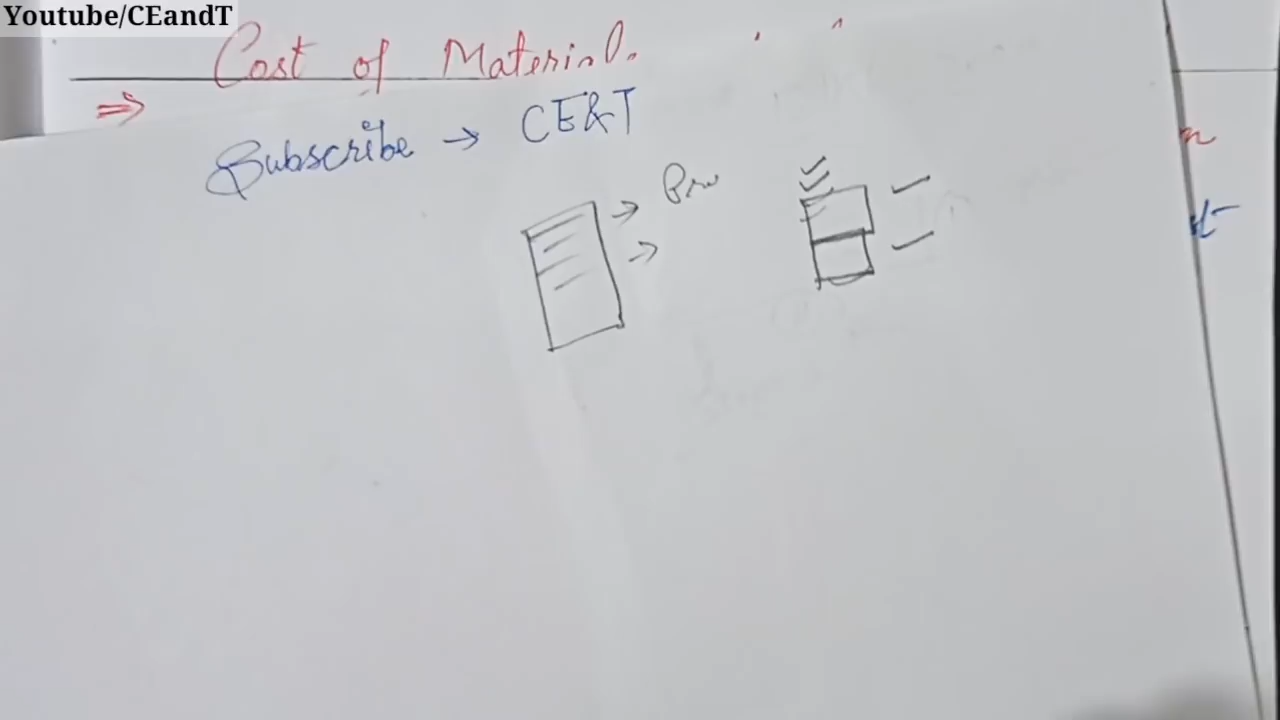 Youtube/CEandT
Cost of Material.
⇒
Subscribe → CE&T